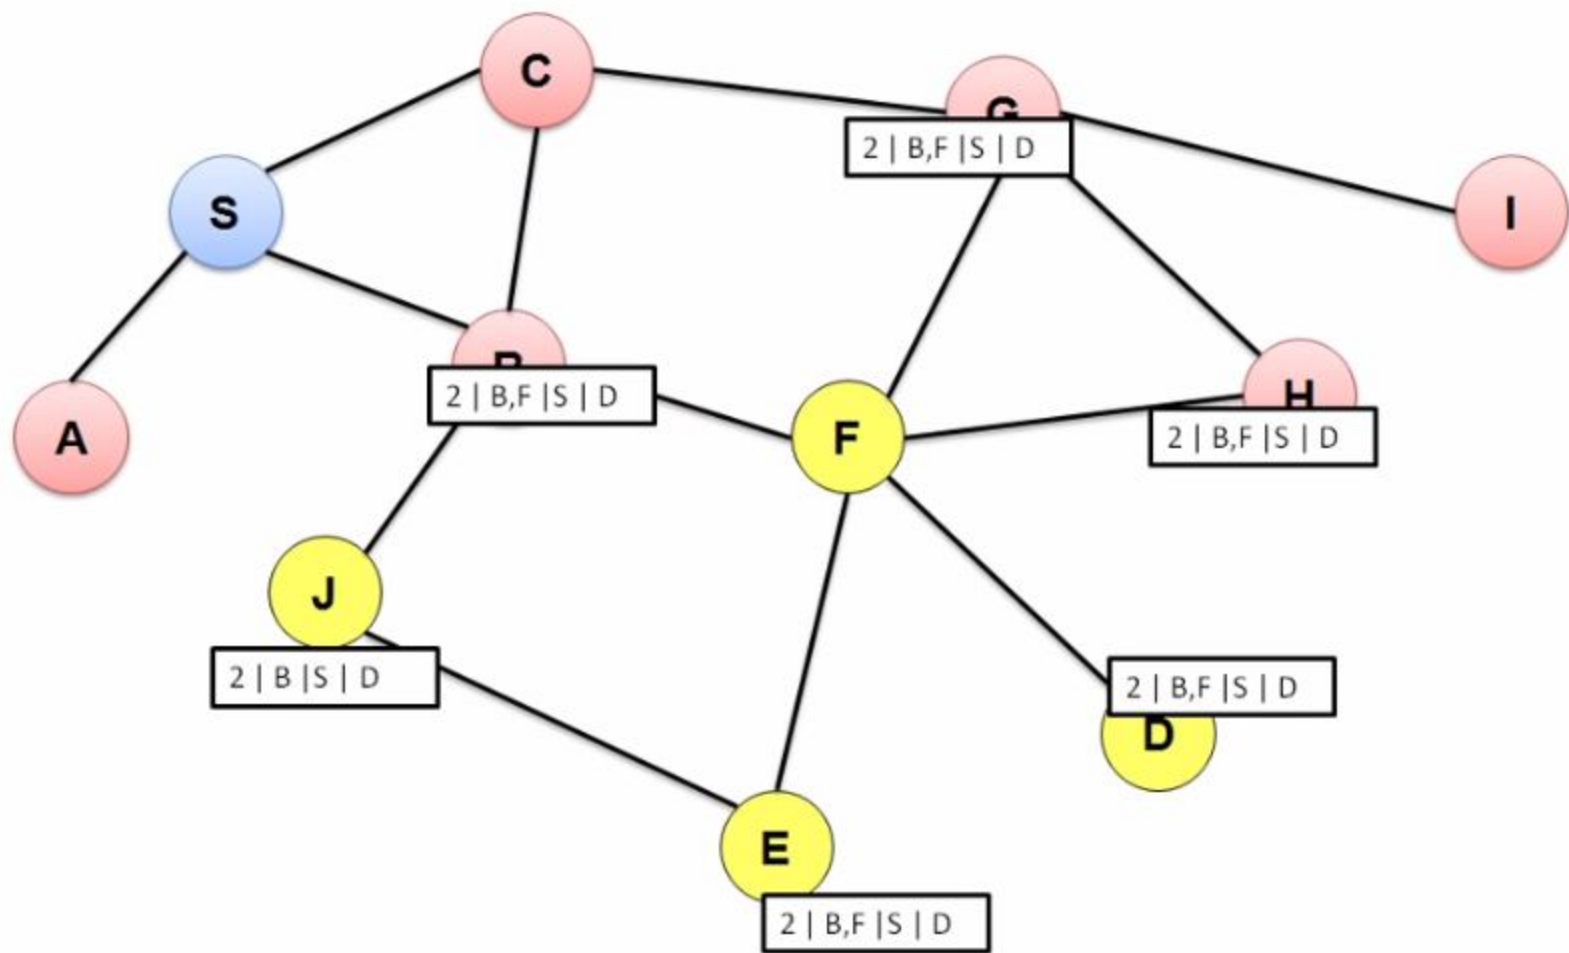 C
G
2 | B,F |S | D
S
I
B
2 | B,F |S | D
A
F
H
2 | B,F |S | D
J
2 | B |S | D
2 | B,F |S | D
D
E
2 | B,F |S | D